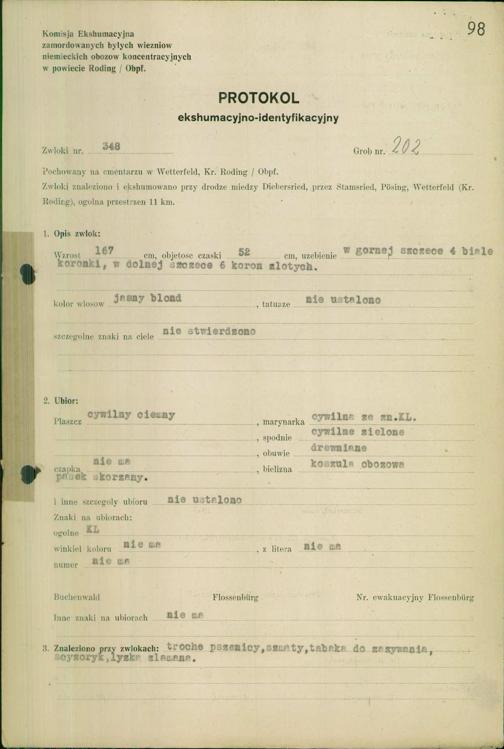 98
Komisja Ekshumacyjna
zamordowanych byłych wiezniow
niemieckich obozow koncentracyjnych
w powiecie Roding / Obpf.
PROTOKOL
ekshumacyjno-identyfikacyjny
Zwloki nr. 348 Grob nr. 202
Pochowany na cmentarzu w Wetterfeld, Kr. Roding / Obpf.
Zwloki znaleziono i ekshumowano przy drodze miedzy Diebersried, przez Stamsried, Pösing, Wetterfeld (Kr.
Roding), ogolna przestrzen 11 km.
1. Opis zwlok:
Wzrost 167 cm, objetosc czaski 52 cm, uzebienie w gornej szczece 4 biale
koronki, w dolnej szczece 6 koron zlotych.
kolor wlosow jasny blond , tatuaze nie ustalono
szczegolne znaki na ciele nie stwierdzono
2. Ubior:
Plaszcz cywilny ciemny , marynarka cywilna ze zn.KL.
, spodnie cywilne zielone
, obuwie drewniane
czapka nie ma , bielizna koszula obozowa
pasek skorzany.
i inne szczegoly ubioru nie ustalono
Znaki na ubiorach:
ogolne KL
winkiel koloru nie ma , z litera nie ma
numer nie ma
Buchenwald Flossenbürg Nr. ewakuacyjny Flossenbürg
Inne znaki na ubiorach nie ma
3. Znaleziono przy zwlokach: troche pszenicy,szmaty,tabaka do zazywania,
scyzoryk,lyzka zlamana.